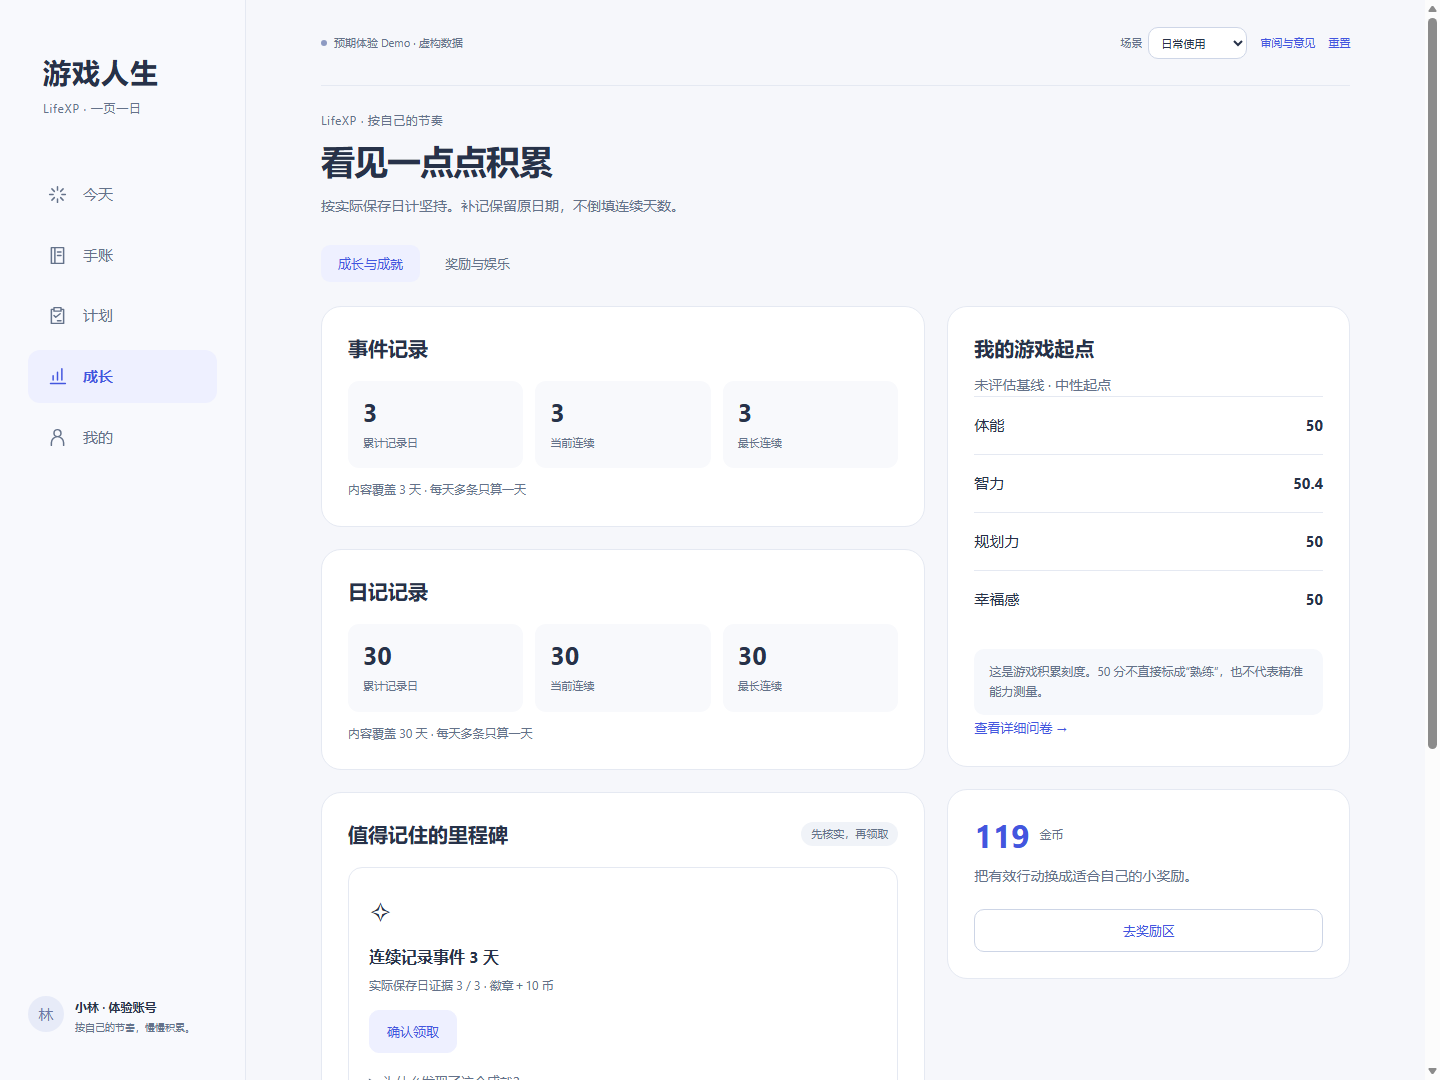 游戏人生
LifeXP · 一页一日
今天
手账
计划
成长
我的
林
小林 · 体验账号
按自己的节奏，慢慢积累。
预期体验 Demo · 虚构数据
场景
日常使用
审阅与意见
重置
LifeXP · 按自己的节奏
看见一点点积累
按实际保存日计坚持。补记保留原日期，不倒填连续天数。
成长与成就
奖励与娱乐
事件记录
3
累计记录日
3
当前连续
3
最长连续
内容覆盖 3 天 · 每天多条只算一天
日记记录
30
累计记录日
30
当前连续
30
最长连续
内容覆盖 30 天 · 每天多条只算一天
值得记住的里程碑
先核实，再领取
连续记录事件 3 天
实际保存日证据 3 / 3 · 徽章 + 10 币
确认领取
为什么发现了这个成就？
我的游戏起点
未评估基线 · 中性起点
体能
50
智力
50.4
规划力
50
幸福感
50
这是游戏积累刻度。50 分不直接标成“熟练”，也不代表精准
能力测量。
查看详细问卷 →
119 金币
把有效行动换成适合自己的小奖励。
去奖励区